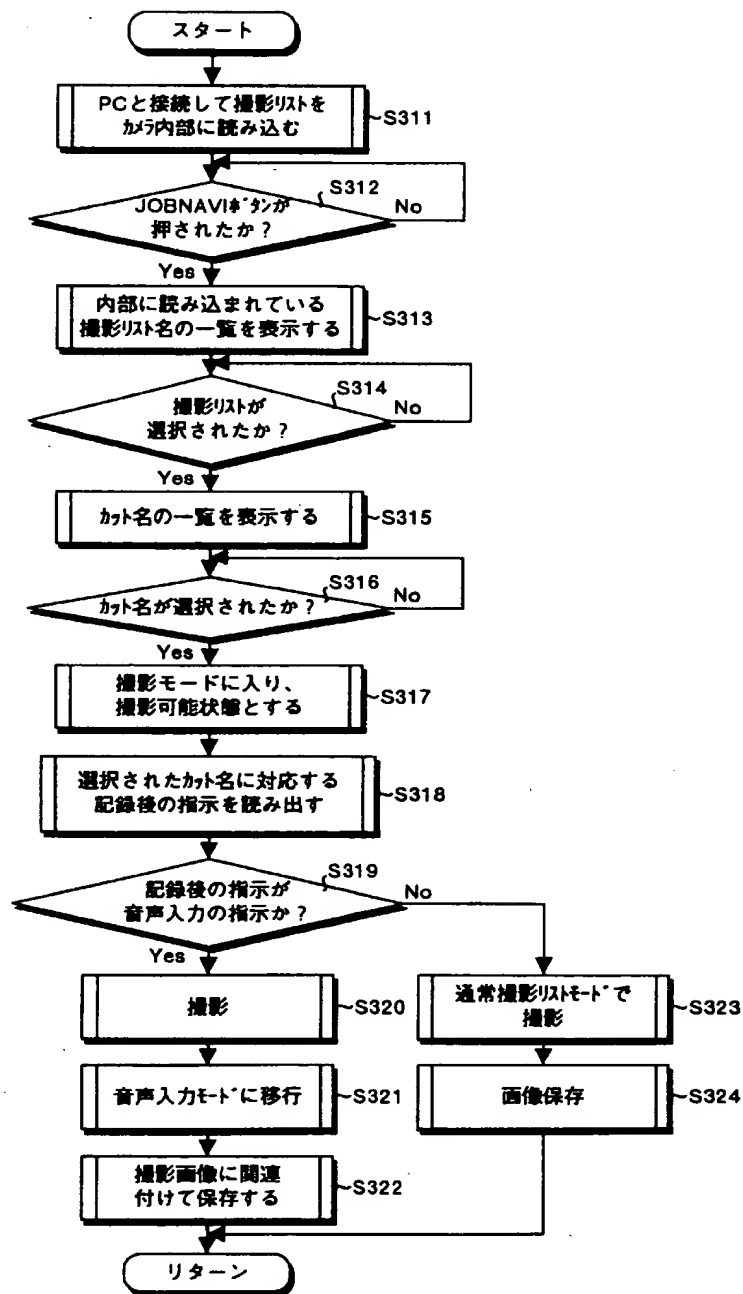 スタート
PCと接続して撮影リストを
カメラ内部に読み込む
S311
S312
JOBNAVIボタンが
押されたか？
No
Yes
内部に読み込まれている
撮影リスト名の一覧を表示する
S313
S314
撮影リストが
選択されたか？
No
Yes
カット名の一覧を表示する
S315
S316
カット名が選択されたか？
No
Yes
撮影モードに入り、
撮影可能状態とする
S317
選択されたカット名に対応する
記録後の指示を読み出す
S318
S319
記録後の指示が
音声入力の指示か？
No
Yes
撮影
S320
通常撮影リストモードで
撮影
S323
音声入力モードに移行
S321
画像保存
S324
撮影画像に関連
付けて保存する
S322
リターン